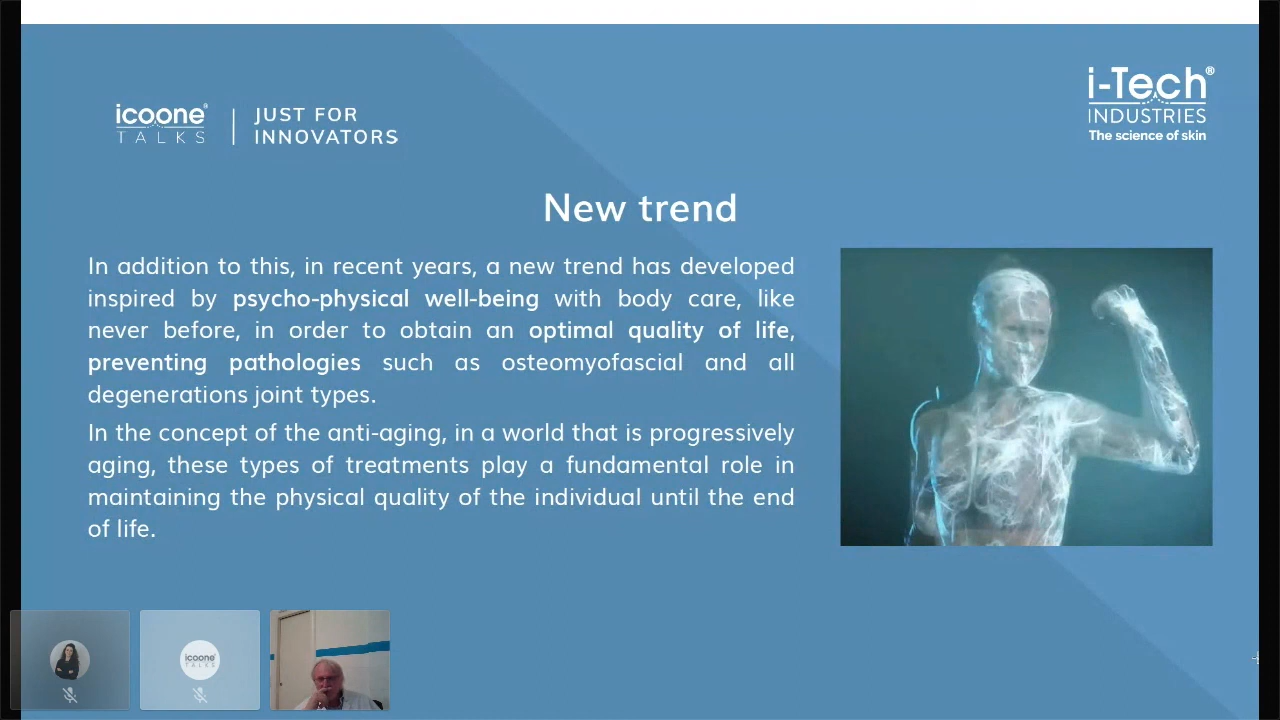 icoone®
TALKS
JUST FOR
INNOVATORS
i-Tech®
INDUSTRIES
The science of skin
New trend
In addition to this, in recent years, a new trend has developed
inspired by psycho-physical well-being with body care, like
never before, in order to obtain an optimal quality of life,
preventing pathologies such as osteomyofascial and all
degenerations joint types.
In the concept of the anti-aging, in a world that is progressively
aging, these types of treatments play a fundamental role in
maintaining the physical quality of the individual until the end
of life.
icoone
TALKS